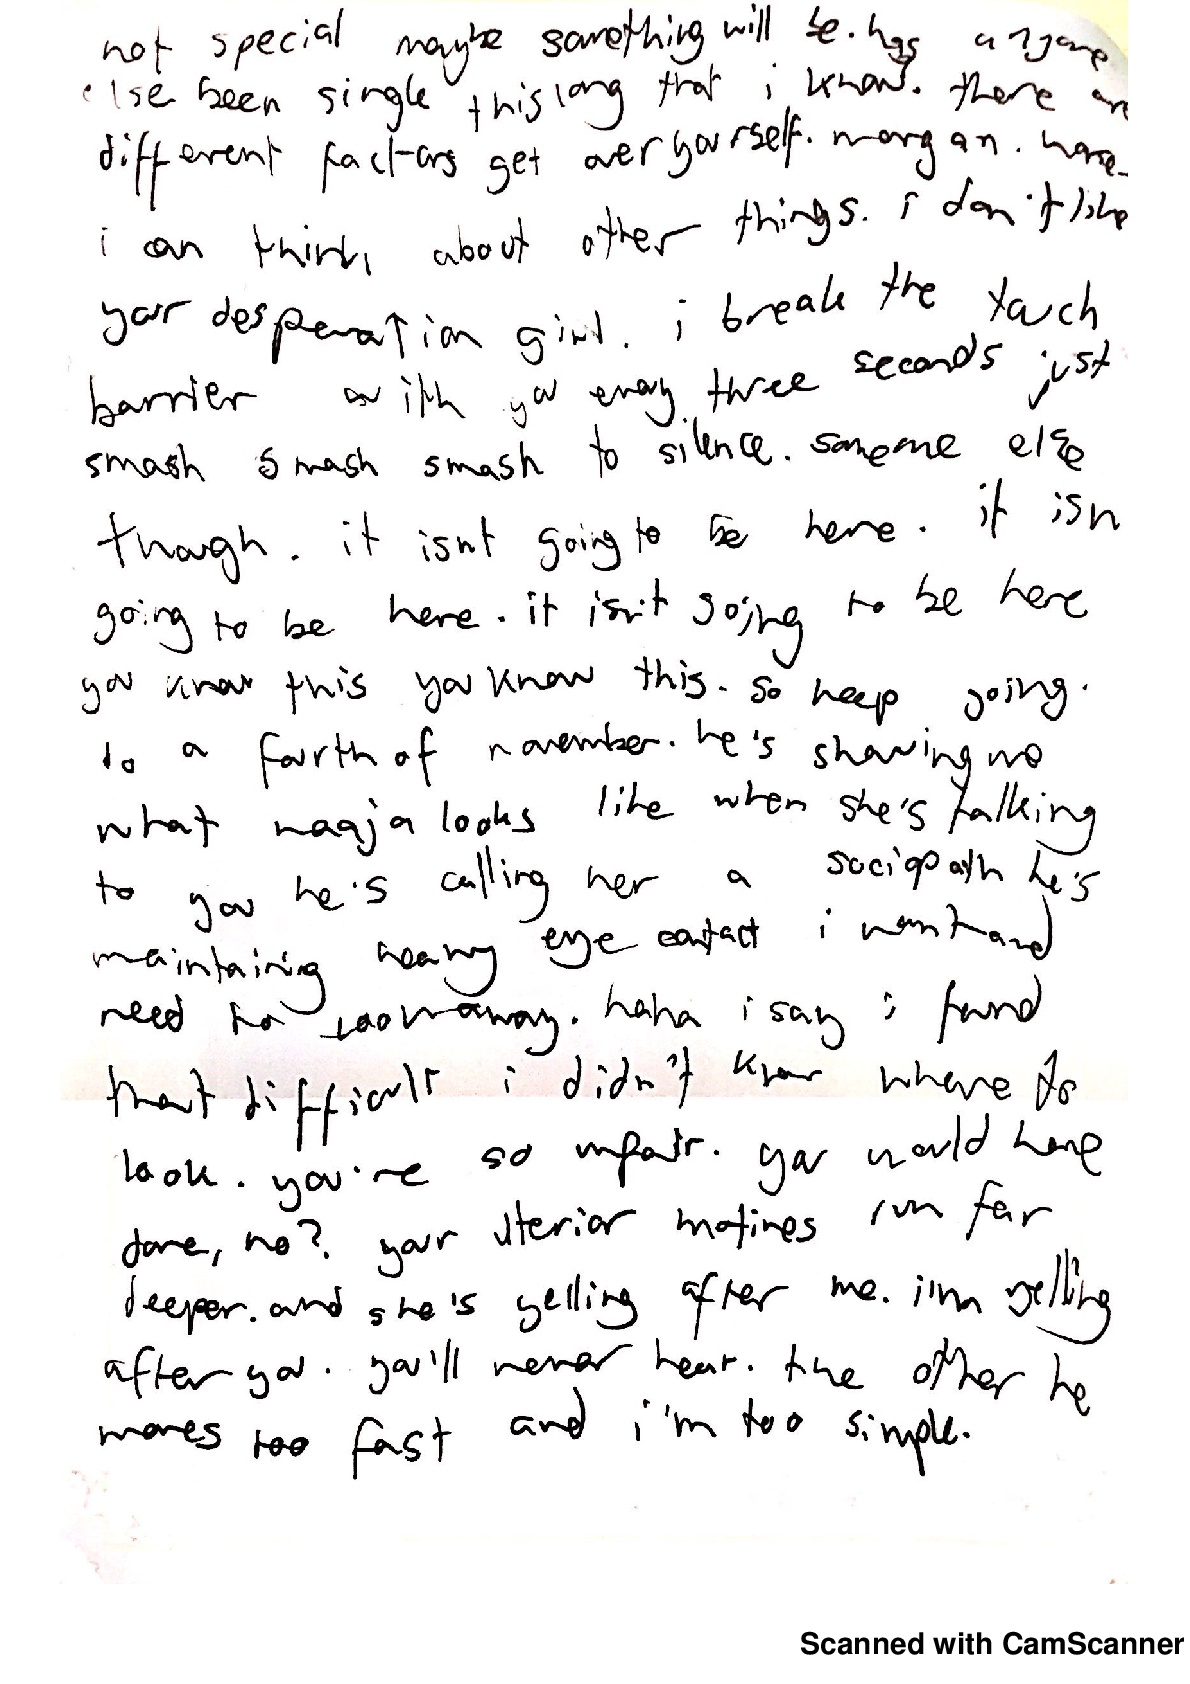 not special maybe something will be. has anyone
else been single this long that i know. there are
different factors get over yourself. morgan.
i can think about other things. i don't like
your desperation girl. i break the touch
barrier with you every three seconds just
smash smash smash to silence. someone else
though. it isnt going to be here. it isn
going to be here. it isn't going to be here
you know this you know this. so keep going.
to a fourth of november. he's showing me
what naaja looks like when she's talking
to you he's calling her a sociopath he's
maintaining heavy eye contact i want and
need to look away. haha i say i found
that difficult i didn't know where to
look. you're so unfair. you would have
done, no? your ulterior motives run far
deeper. and she's yelling after me. i'm yelling
after you. you'll never hear. the other he
moves too fast and i'm too simple.
Scanned with CamScanner